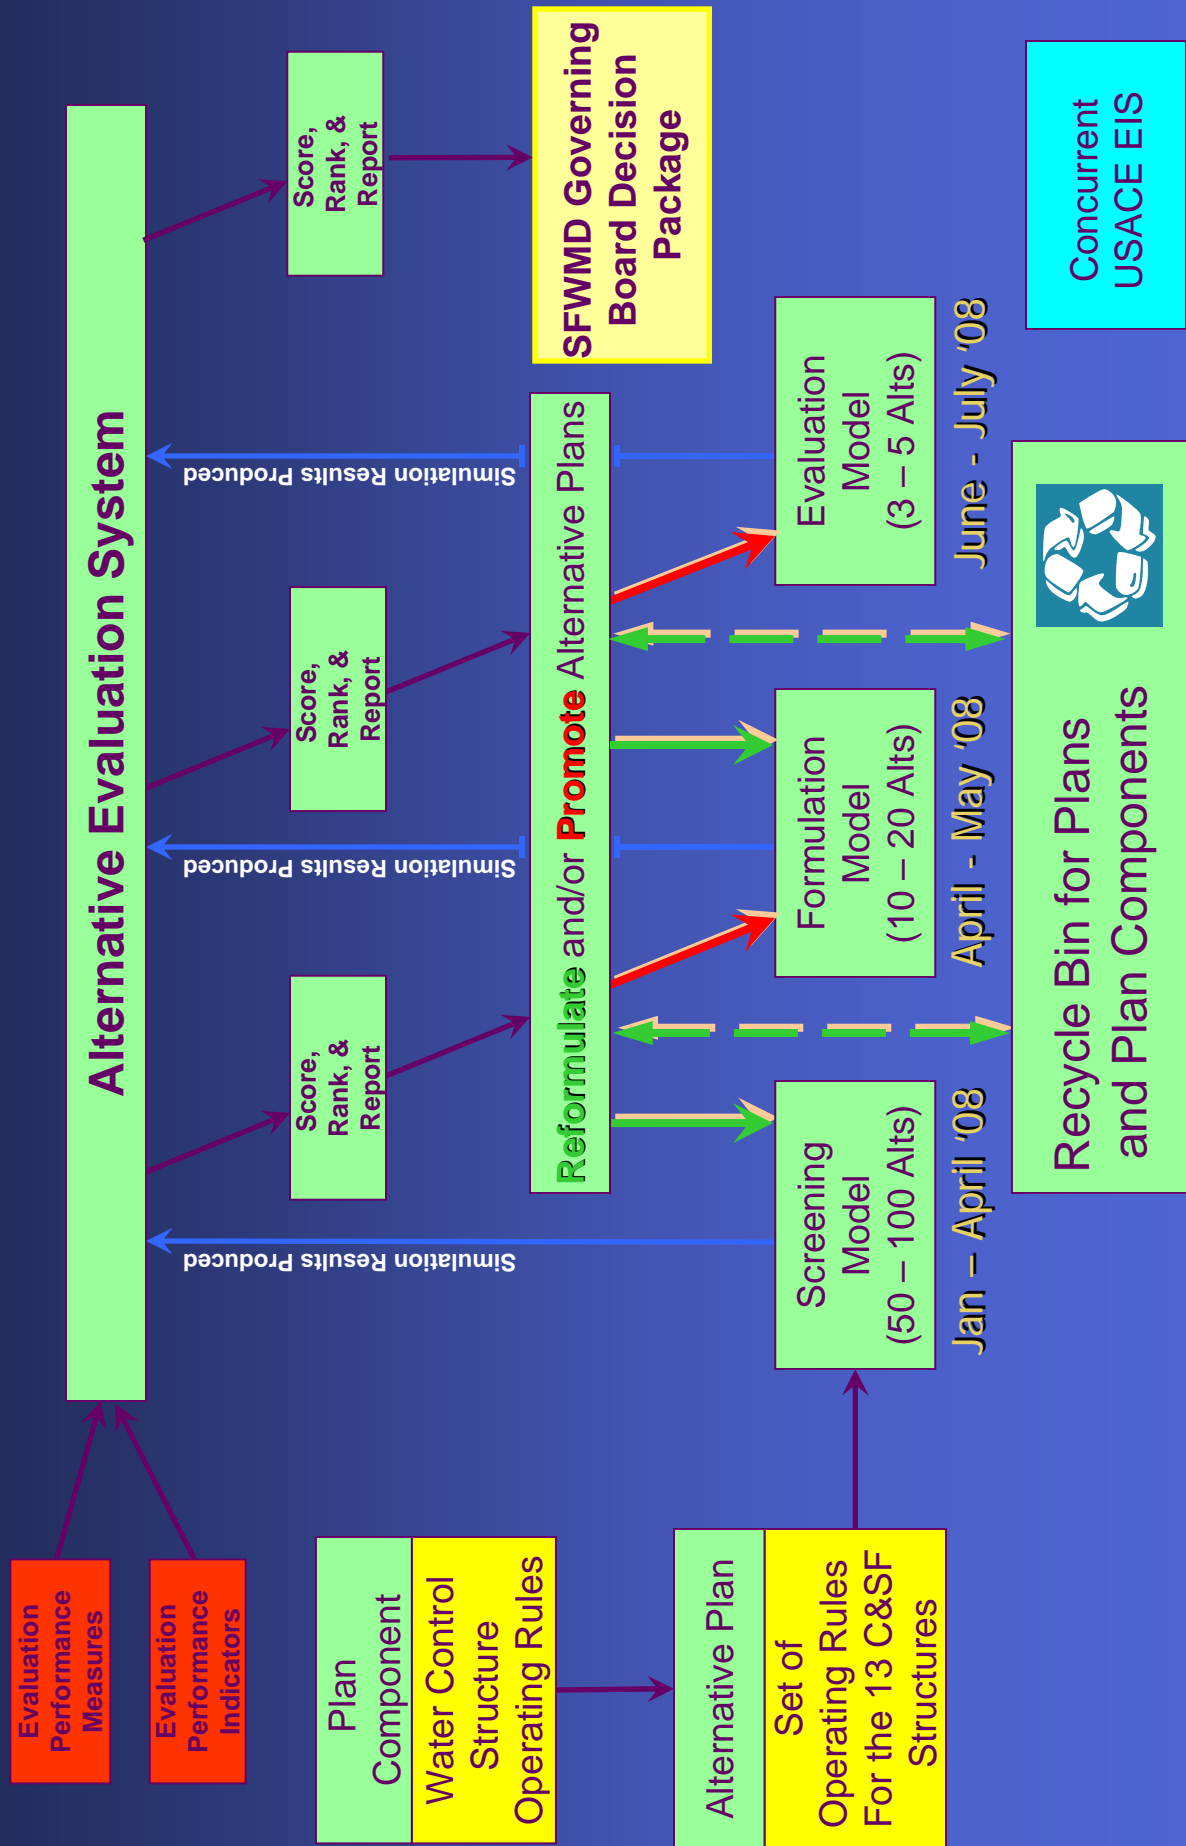 Evaluation
Performance
Measures
Evaluation
Performance
Indicators
Alternative Evaluation System
Plan
Component
Water Control
Structure
Operating Rules
Alternative Plan
Set of
Operating Rules
For the 13 C&SF
Structures
Simulation Results Produced
Score,
Rank, &
Report
Simulation Results Produced
Score,
Rank, &
Report
Simulation Results Produced
Score,
Rank, &
Report
Reformulate and/or Promote Alternative Plans
SFWMD Governing
Board Decision
Package
Screening
Model
(50 – 100 Alts)
Formulation
Model
(10 – 20 Alts)
Evaluation
Model
(3 – 5 Alts)
Jan – April '08
April - May '08
June - July '08
Recycle Bin for Plans
and Plan Components
Concurrent
USACE EIS